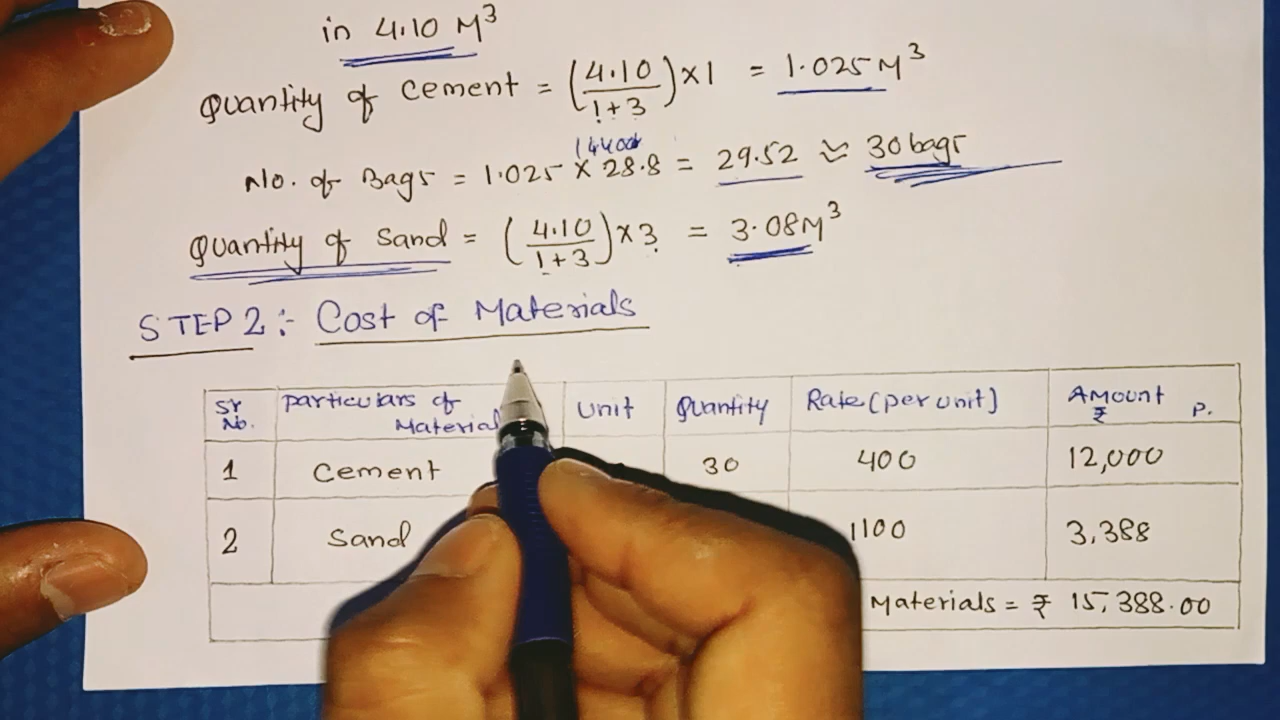 in 4.10 M³
Quantity of Cement = (4.10/1+3)×1 = 1.025 M³
No. of Bags = 1.025 × 28.8 = 29.52 ≈ 30 bags
Quantity of Sand = (4.10/1+3)×3 = 3.08 M³
STEP 2 :- Cost of Materials
Sr No. Particulars of Material Unit Quantity Rate (per unit) Amount ₹ P.
1 Cement 30 400 12,000
2 Sand 1100 3,388
Materials = ₹ 15,388.00